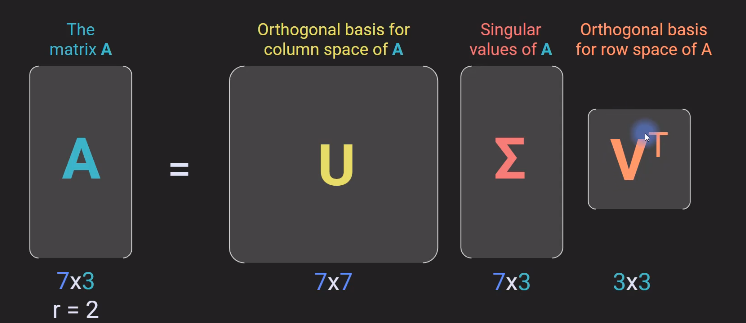 The
matrix A
Orthogonal basis for
column space of A
Singular
values of A
Orthogonal basis
for row space of A
A
=
U
Σ
V^T
7x3
7x7
7x3
3x3
r = 2